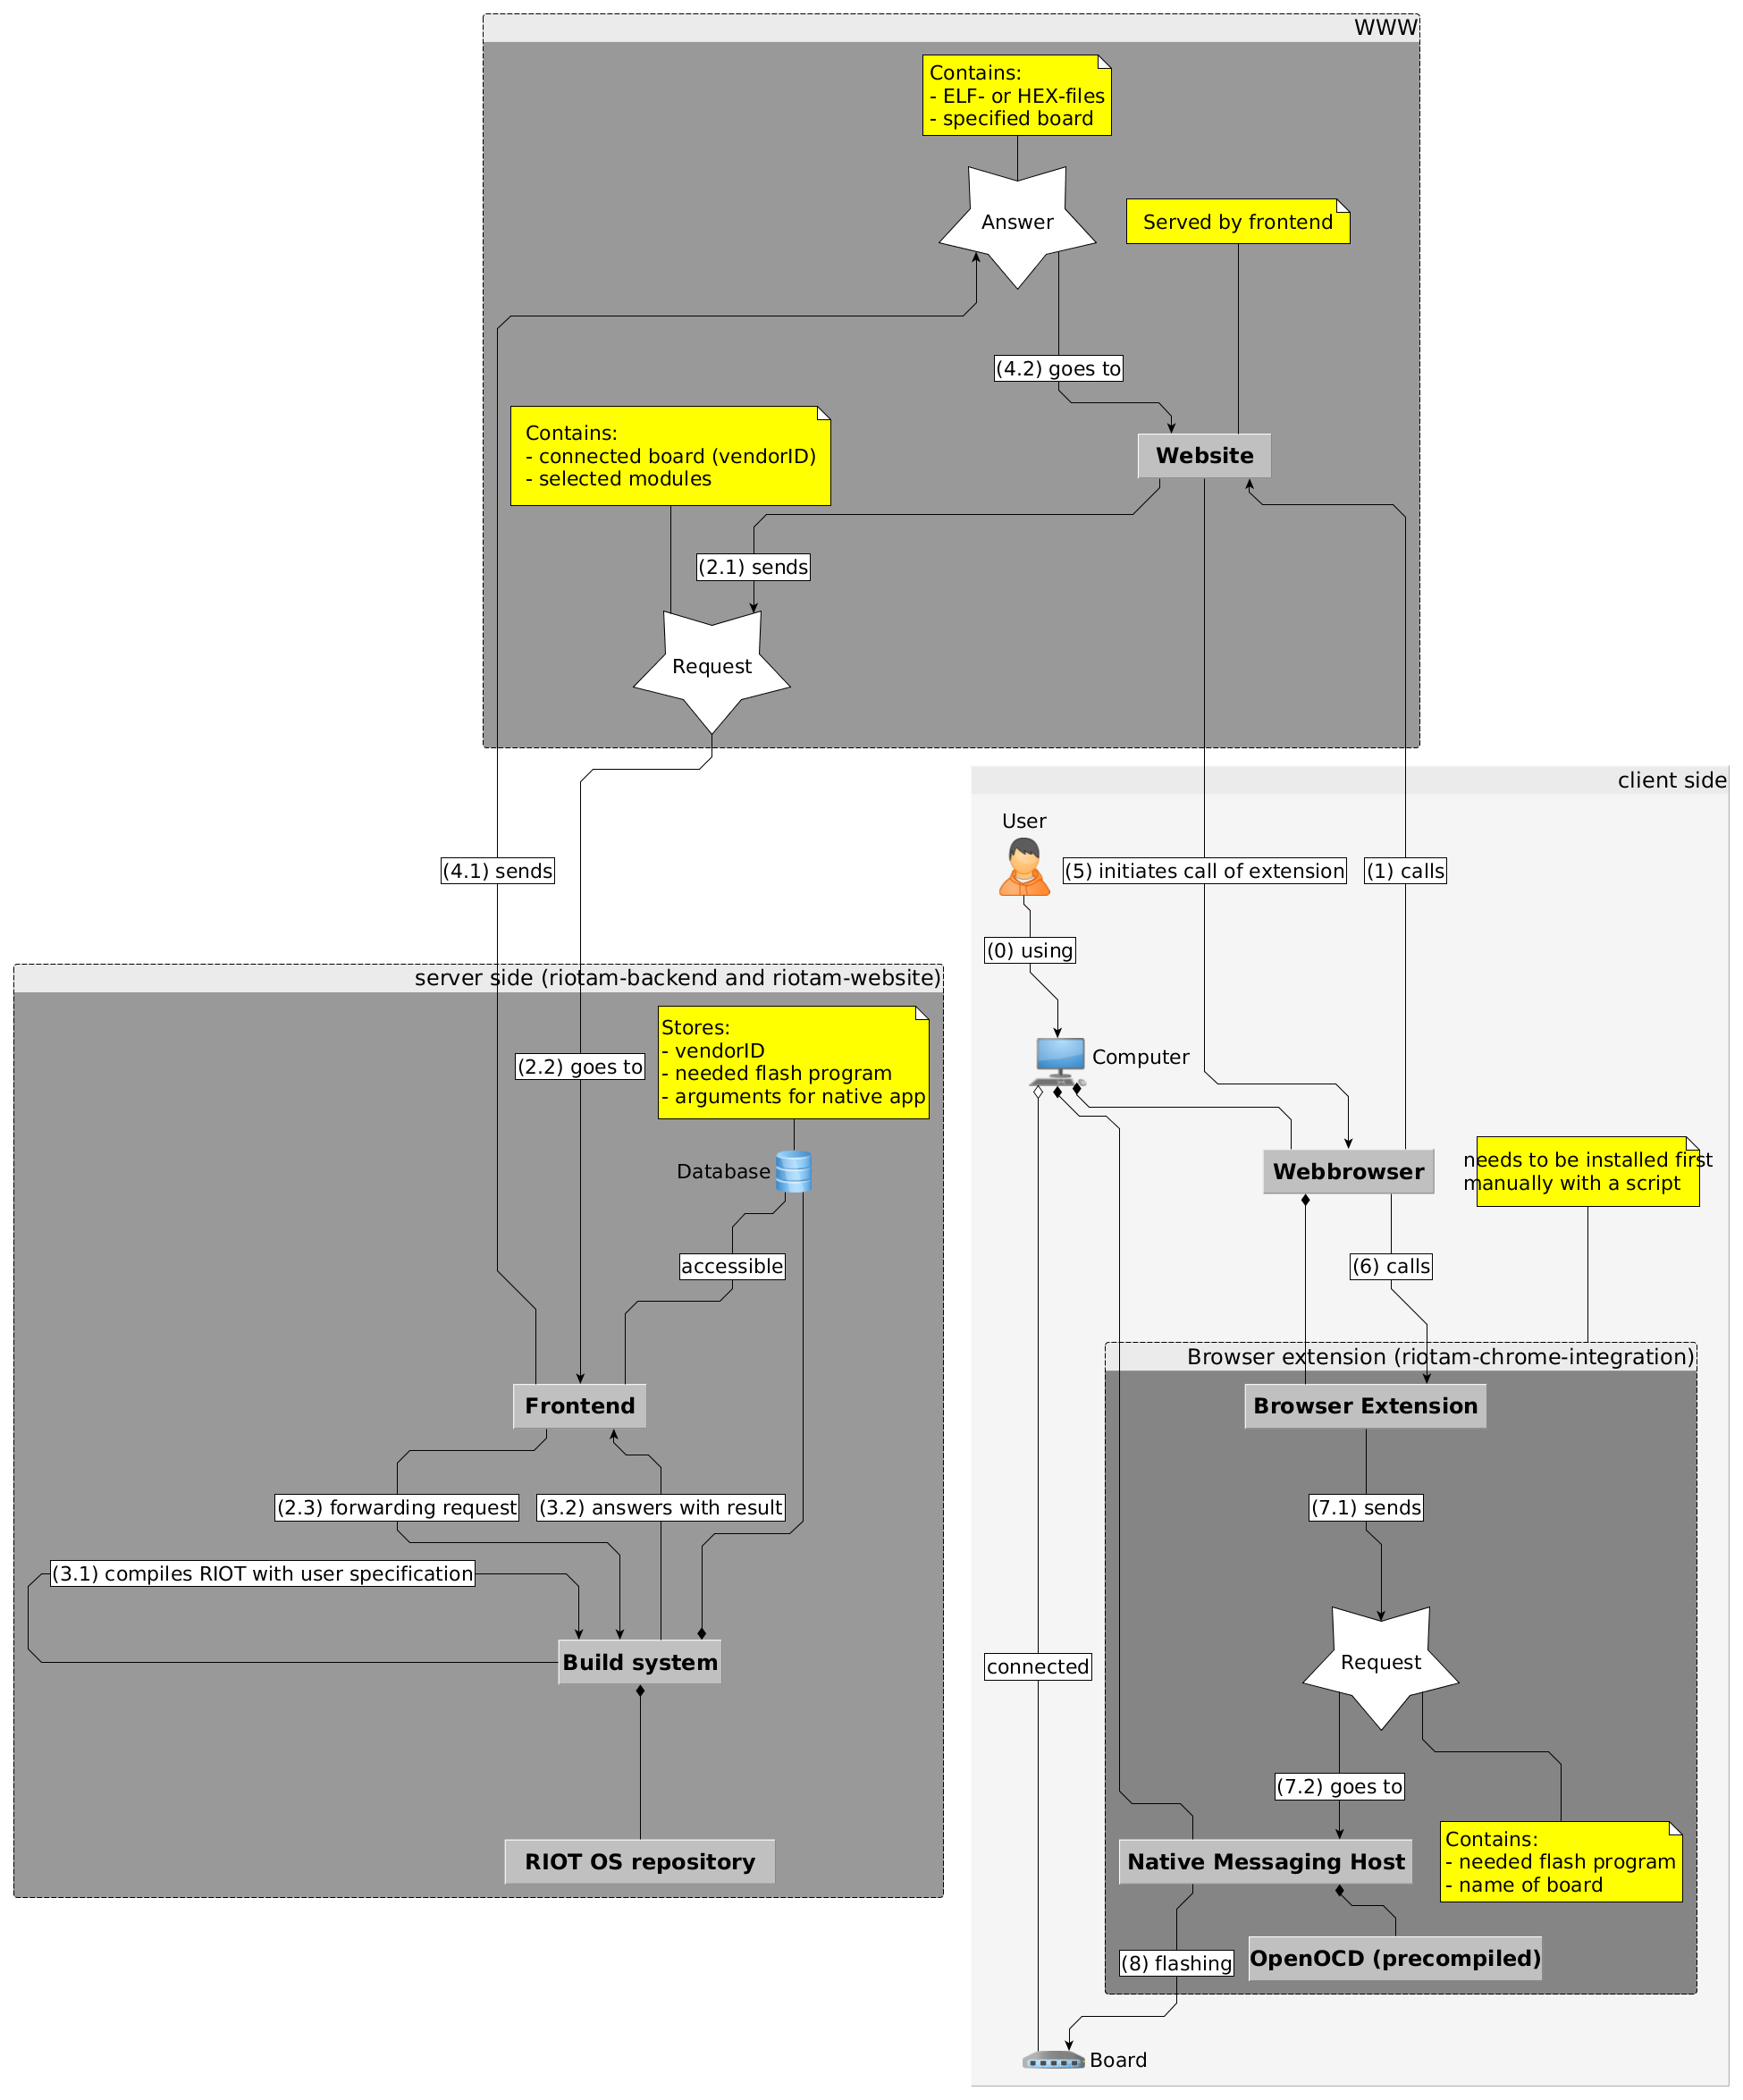 WWW
Contains:
- ELF- or HEX-files
- specified board
Answer
Served by frontend
(4.2) goes to
Contains:
- connected board (vendorID)
- selected modules
Website
(2.1) sends
Request
client side
User
(4.1) sends
(5) initiates call of extension
(1) calls
(0) using
server side (riotam-backend and riotam-website)
Stores:
- vendorID
- needed flash program
- arguments for native app
(2.2) goes to
Computer
Database
Webbrowser
needs to be installed first
manually with a script
accessible
(6) calls
Browser extension (riotam-chrome-integration)
Frontend
Browser Extension
(2.3) forwarding request
(3.2) answers with result
(7.1) sends
(3.1) compiles RIOT with user specification
Build system
connected
Request
(7.2) goes to
RIOT OS repository
Native Messaging Host
Contains:
- needed flash program
- name of board
(8) flashing
OpenOCD (precompiled)
Board